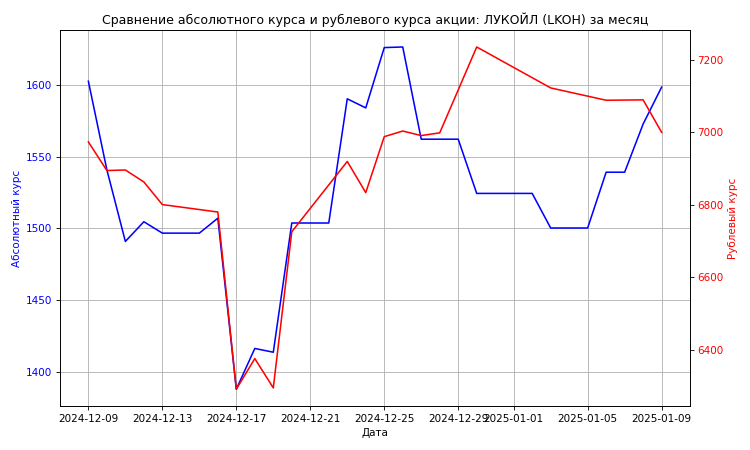 Сравнение абсолютного курса и рублевого курса акции: ЛУКОЙЛ (LKOH) за месяц
1600
1550
1500
1450
1400
Абсолютный курс
7200
7000
6800
6600
6400
Рублевый курс
2024-12-09 2024-12-13 2024-12-17 2024-12-21 2024-12-25 2024-12-29 2025-01-01 2025-01-05 2025-01-09
Дата